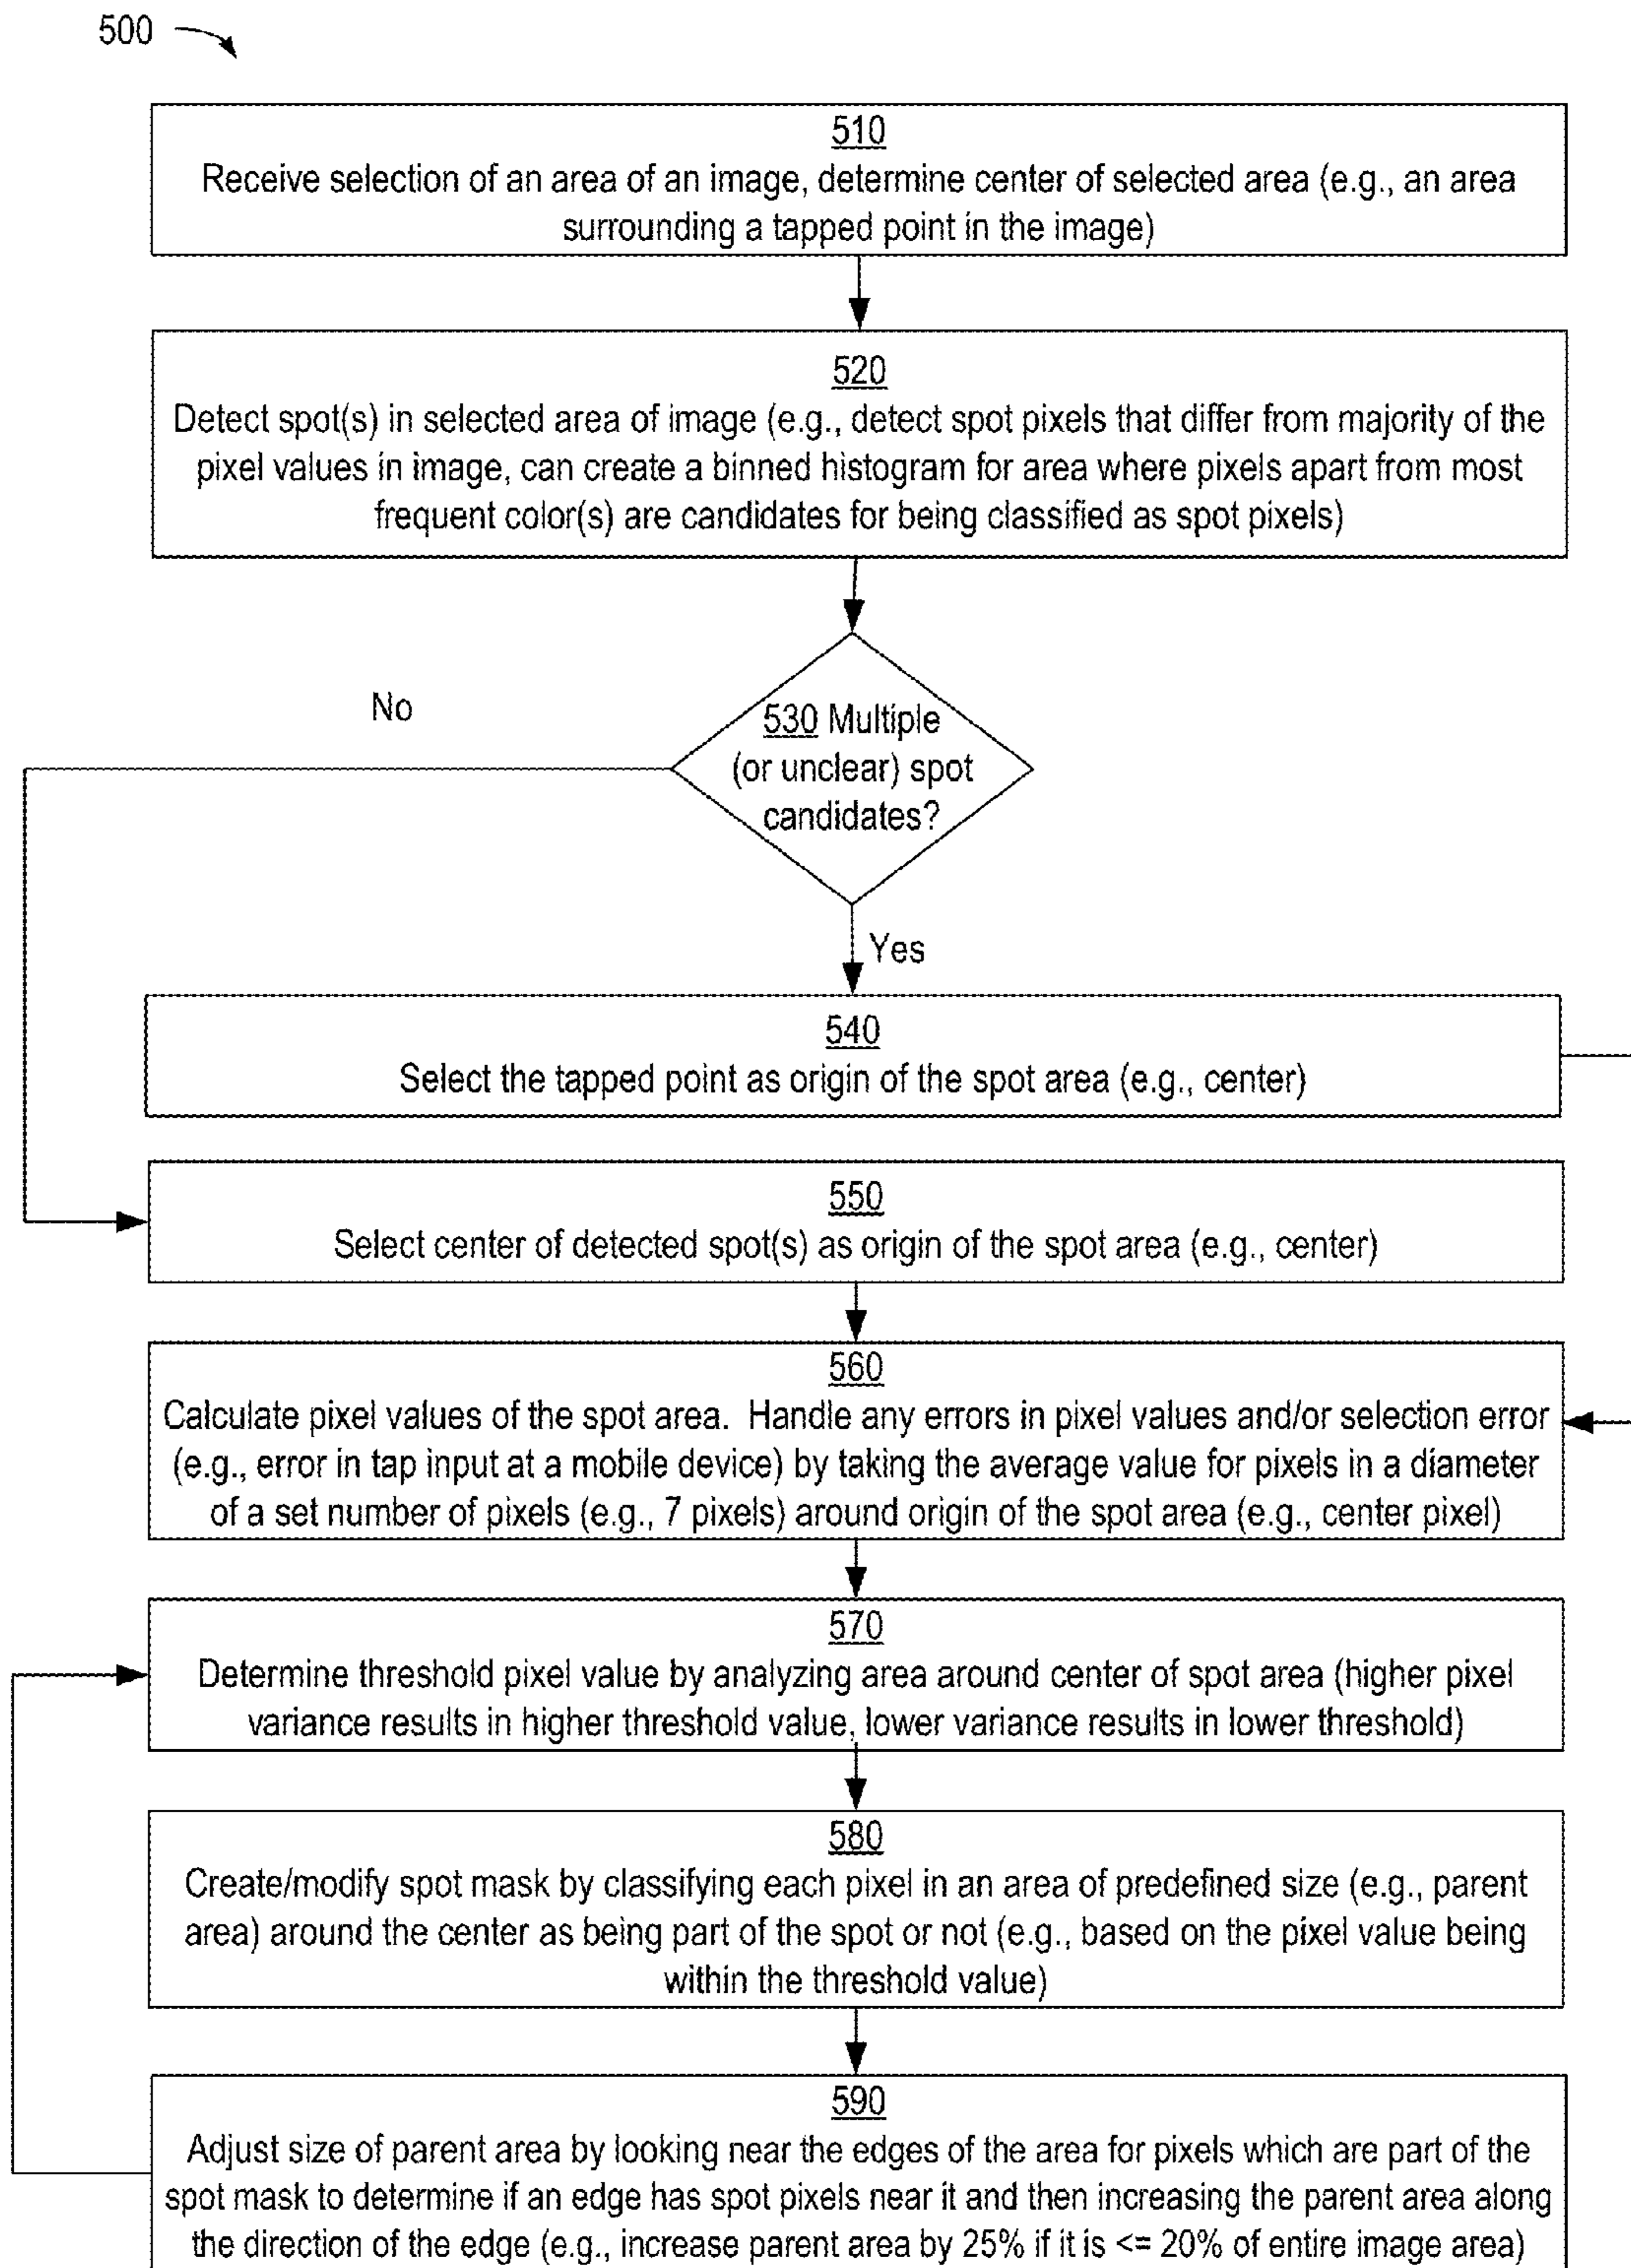 500
510
Receive selection of an area of an image, determine center of selected area (e.g., an area
surrounding a tapped point in the image)
520
Detect spot(s) in selected area of image (e.g., detect spot pixels that differ from majority of the
pixel values in image, can create a binned histogram for area where pixels apart from most
frequent color(s) are candidates for being classified as spot pixels)
No
530 Multiple
(or unclear) spot
candidates?
Yes
540
Select the tapped point as origin of the spot area (e.g., center)
550
Select center of detected spot(s) as origin of the spot area (e.g., center)
560
Calculate pixel values of the spot area. Handle any errors in pixel values and/or selection error
(e.g., error in tap input at a mobile device) by taking the average value for pixels in a diameter
of a set number of pixels (e.g., 7 pixels) around origin of the spot area (e.g., center pixel)
570
Determine threshold pixel value by analyzing area around center of spot area (higher pixel
variance results in higher threshold value, lower variance results in lower threshold)
580
Create/modify spot mask by classifying each pixel in an area of predefined size (e.g., parent
area) around the center as being part of the spot or not (e.g., based on the pixel value being
within the threshold value)
590
Adjust size of parent area by looking near the edges of the area for pixels which are part of the
spot mask to determine if an edge has spot pixels near it and then increasing the parent area along
the direction of the edge (e.g., increase parent area by 25% if it is <= 20% of entire image area)